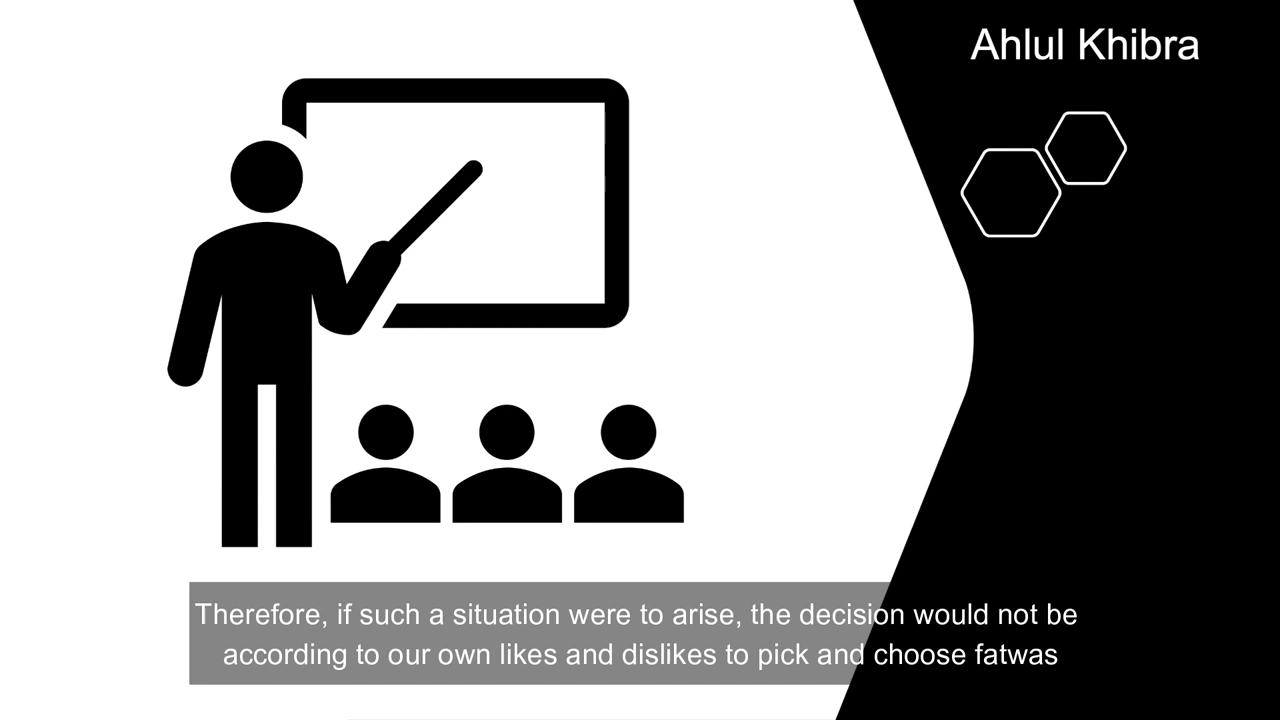 Ahlul Khibra
Therefore, if such a situation were to arise, the decision would not be
according to our own likes and dislikes to pick and choose fatwas